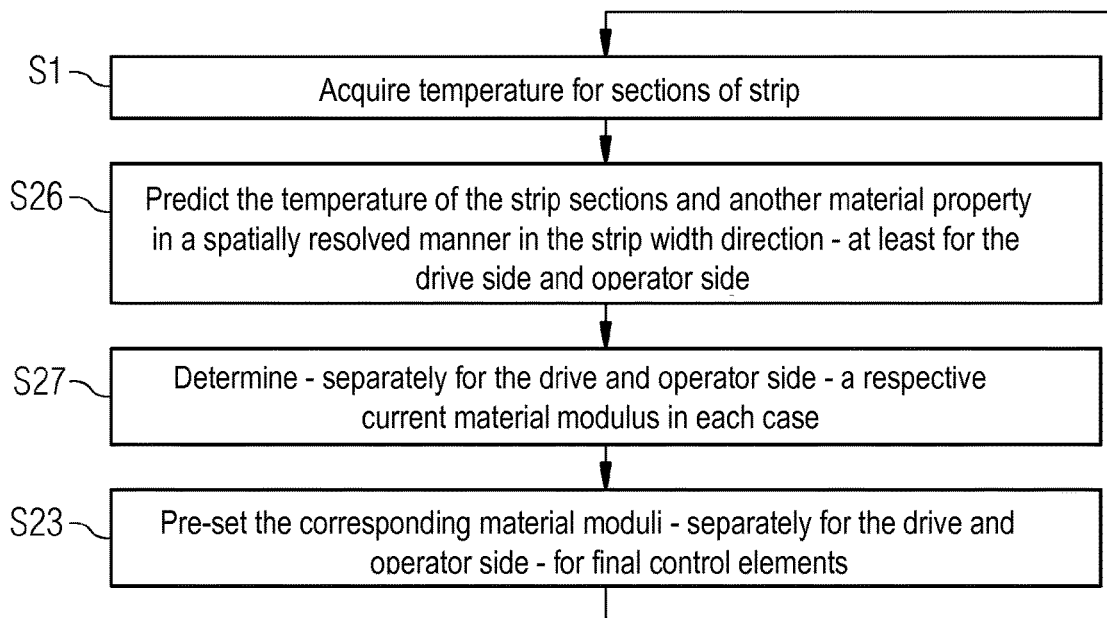 S1
Acquire temperature for sections of strip
S26
Predict the temperature of the strip sections and another material property
in a spatially resolved manner in the strip width direction - at least for the
drive side and operator side
S27
Determine - separately for the drive and operator side - a respective
current material modulus in each case
S23
Pre-set the corresponding material moduli - separately for the drive and
operator side - for final control elements